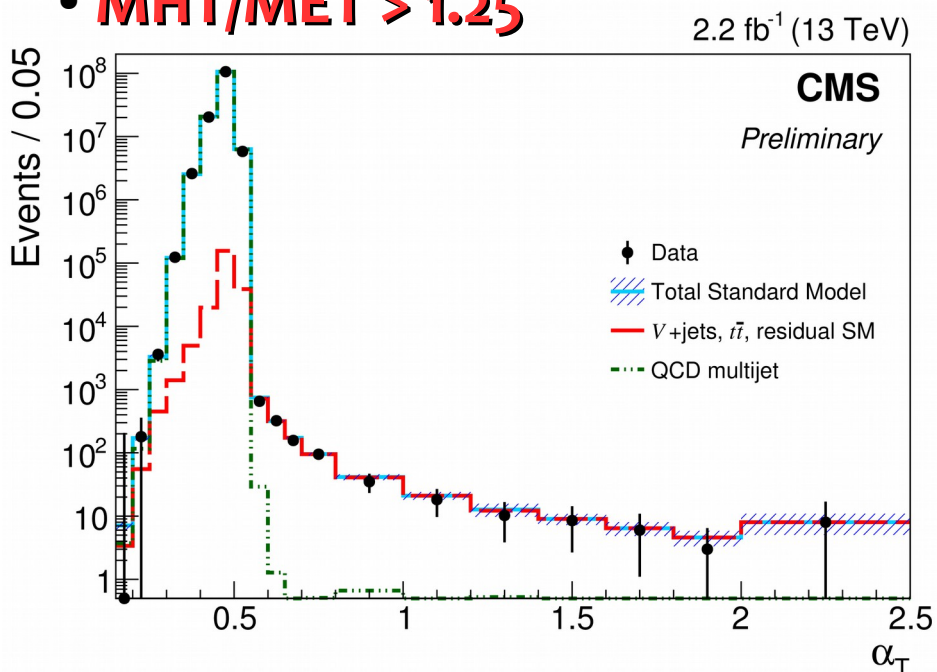 • MHT/MET > 1.25
2.2 fb⁻¹ (13 TeV)
CMS
Preliminary
Events / 0.05
10⁸
10⁷
10⁶
10⁵
10⁴
10³
10²
10
1
Data
Total Standard Model
V+jets, tt̄, residual SM
QCD multijet
0.5 1 1.5 2 2.5
α_T